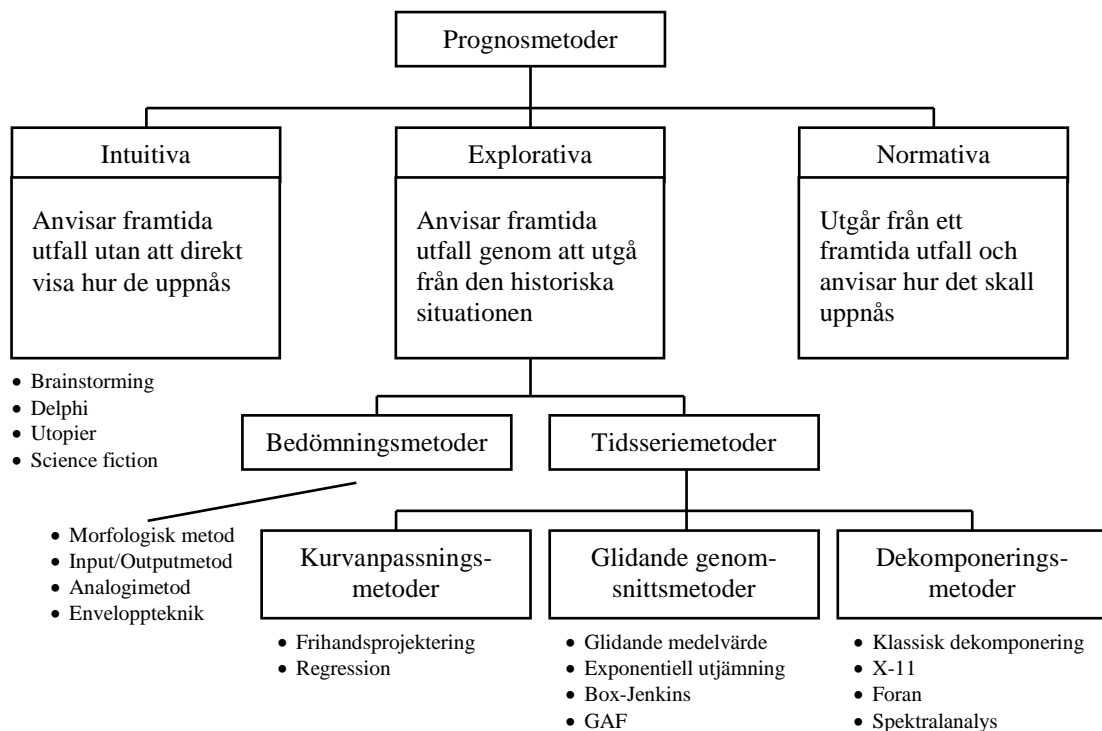 Prognosmetoder
Intuitiva
Anvisar framtida
utfall utan att direkt
visa hur de uppnås
• Brainstorming
• Delphi
• Utopier
• Science fiction
Explorativa
Anvisar framtida
utfall genom att utgå
från den historiska
situationen
Normativa
Utgår från ett
framtida utfall och
anvisar hur det skall
uppnås
Bedömningsmetoder
• Morfologisk metod
• Input/Outputmetod
• Analogimetod
• Enveloppteknik
Tidsseriemetoder
Kurvanpassnings-
metoder
• Frihandsprojektering
• Regression
Glidande genom-
snittsmetoder
• Glidande medelvärde
• Exponentiell utjämning
• Box-Jenkins
• GAF
Dekomponerings-
metoder
• Klassisk dekomponering
• X-11
• Foran
• Spektralanalys